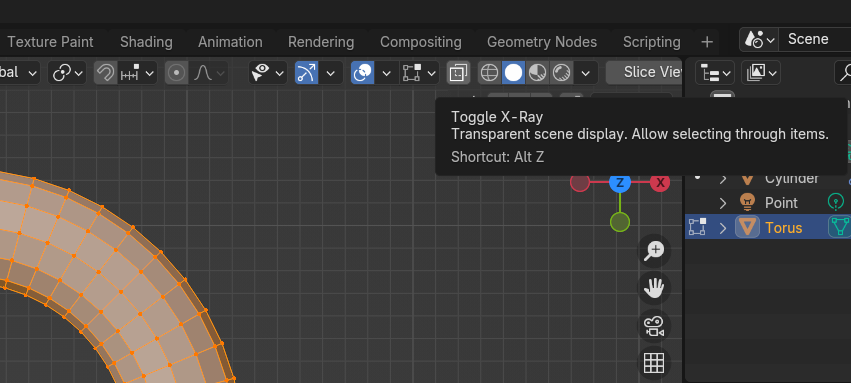 Texture Paint Shading Animation Rendering Compositing Geometry Nodes Scripting + Scene
bal Slice Vie
Toggle X-Ray
Transparent scene display. Allow selecting through items.
Shortcut: Alt Z
Z X Cylinder
Point
Torus